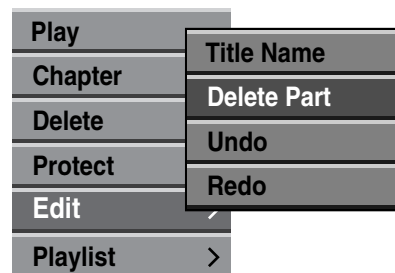 Play
Chapter
Delete
Protect
Edit
Playlist >
Title Name
Delete Part
Undo
Redo